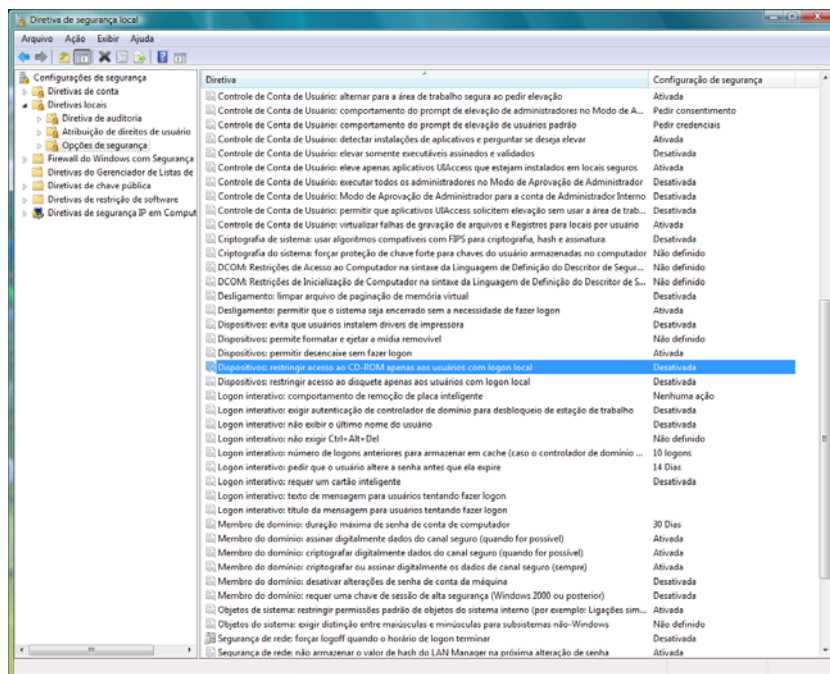 Diretiva de segurança local
Arquivo Ação Exibir Ajuda
Configurações de segurança
Diretivas de conta
Diretivas locais
Diretiva de auditoria
Atribuição de direitos de usuário
Opções de segurança
Firewall do Windows com Segurança
Diretivas do Gerenciador de Listas de
Diretivas de chave pública
Diretivas de restrição de software
Diretivas de segurança IP em Comput
Diretiva Configuração de segurança
Controle de Conta de Usuário: alternar para a área de trabalho segura ao pedir elevação Ativada
Controle de Conta de Usuário: comportamento do prompt de elevação de administradores no Modo de A... Pedir consentimento
Controle de Conta de Usuário: comportamento do prompt de elevação de usuários padrão Pedir credenciais
Controle de Conta de Usuário: detectar instalações de aplicativos e perguntar se deseja elevar Ativada
Controle de Conta de Usuário: elevar somente executáveis assinados e validados Desativada
Controle de Conta de Usuário: eleve apenas aplicativos UIAccess que estejam instalados em locais seguros Ativada
Controle de Conta de Usuário: executar todos os administradores no Modo de Aprovação de Administrador Desativada
Controle de Conta de Usuário: Modo de Aprovação de Administrador para a conta de Administrador Interno Desativada
Controle de Conta de Usuário: permitir que aplicativos UIAccess solicitem elevação sem usar a área de trab... Desativada
Controle de Conta de Usuário: virtualizar falhas de gravação de arquivos e Registros para locais por usuário Ativada
Criptografia de sistema: usar algoritmos compatíveis com FIPS para criptografia, hash e assinatura Desativada
Criptografia do sistema: forçar proteção de chave forte para chaves do usuário armazenadas no computador Não definido
DCOM: Restrições de Acesso ao Computador na sintaxe da Linguagem de Definição do Descritor de Segur... Não definido
DCOM: Restrições de Inicialização de Computador na sintaxe da Linguagem de Definição do Descritor de S... Não definido
Desligamento: limpar arquivo de paginação de memória virtual Desativada
Desligamento: permitir que o sistema seja encerrado sem a necessidade de fazer logon Ativada
Dispositivos: evita que usuários instalem drivers de impressora Desativada
Dispositivos: permite formatar e ejetar a mídia removível Não definido
Dispositivos: permitir desencaixe sem fazer logon Ativada
Dispositivos: restringir acesso ao CD-ROM apenas aos usuários com logon local Desativada
Dispositivos: restringir acesso ao disquete apenas aos usuários com logon local Desativada
Logon interativo: comportamento de remoção de placa inteligente Nenhuma ação
Logon interativo: exigir autenticação de controlador de domínio para desbloqueio de estação de trabalho Desativada
Logon interativo: não exibir o último nome do usuário Desativada
Logon interativo: não exigir Ctrl+Alt+Del Não definido
Logon interativo: número de logons anteriores para armazenar em cache (caso o controlador de domínio ... 10 logons
Logon interativo: pedir que o usuário altere a senha antes que ela expire 14 Dias
Logon interativo: requer um cartão inteligente Desativada
Logon interativo: texto de mensagem para usuários tentando fazer logon
Logon interativo: título da mensagem para usuários tentando fazer logon
Membro de domínio: duração máxima de senha de conta de computador 30 Dias
Membro do domínio: assinar digitalmente dados do canal seguro (quando for possível) Ativada
Membro do domínio: criptografar digitalmente dados do canal seguro (quando for possível) Ativada
Membro do domínio: criptografar ou assinar digitalmente os dados de canal seguro (sempre) Ativada
Membro do domínio: desativar alterações de senha de conta da máquina Desativada
Membro do domínio: requer uma chave de sessão de alta segurança (Windows 2000 ou posterior) Desativada
Objetos de sistema: restringir permissões padrão de objetos do sistema interno (por exemplo: Ligações sim... Ativada
Objetos do sistema: exigir distinção entre maiúsculas e minúsculas para subsistemas não-Windows Não definido
Segurança de rede: forçar logoff quando o horário de logon terminar Desativada
Segurança de rede: não armazenar o valor de hash do LAN Manager na próxima alteração de senha Ativada